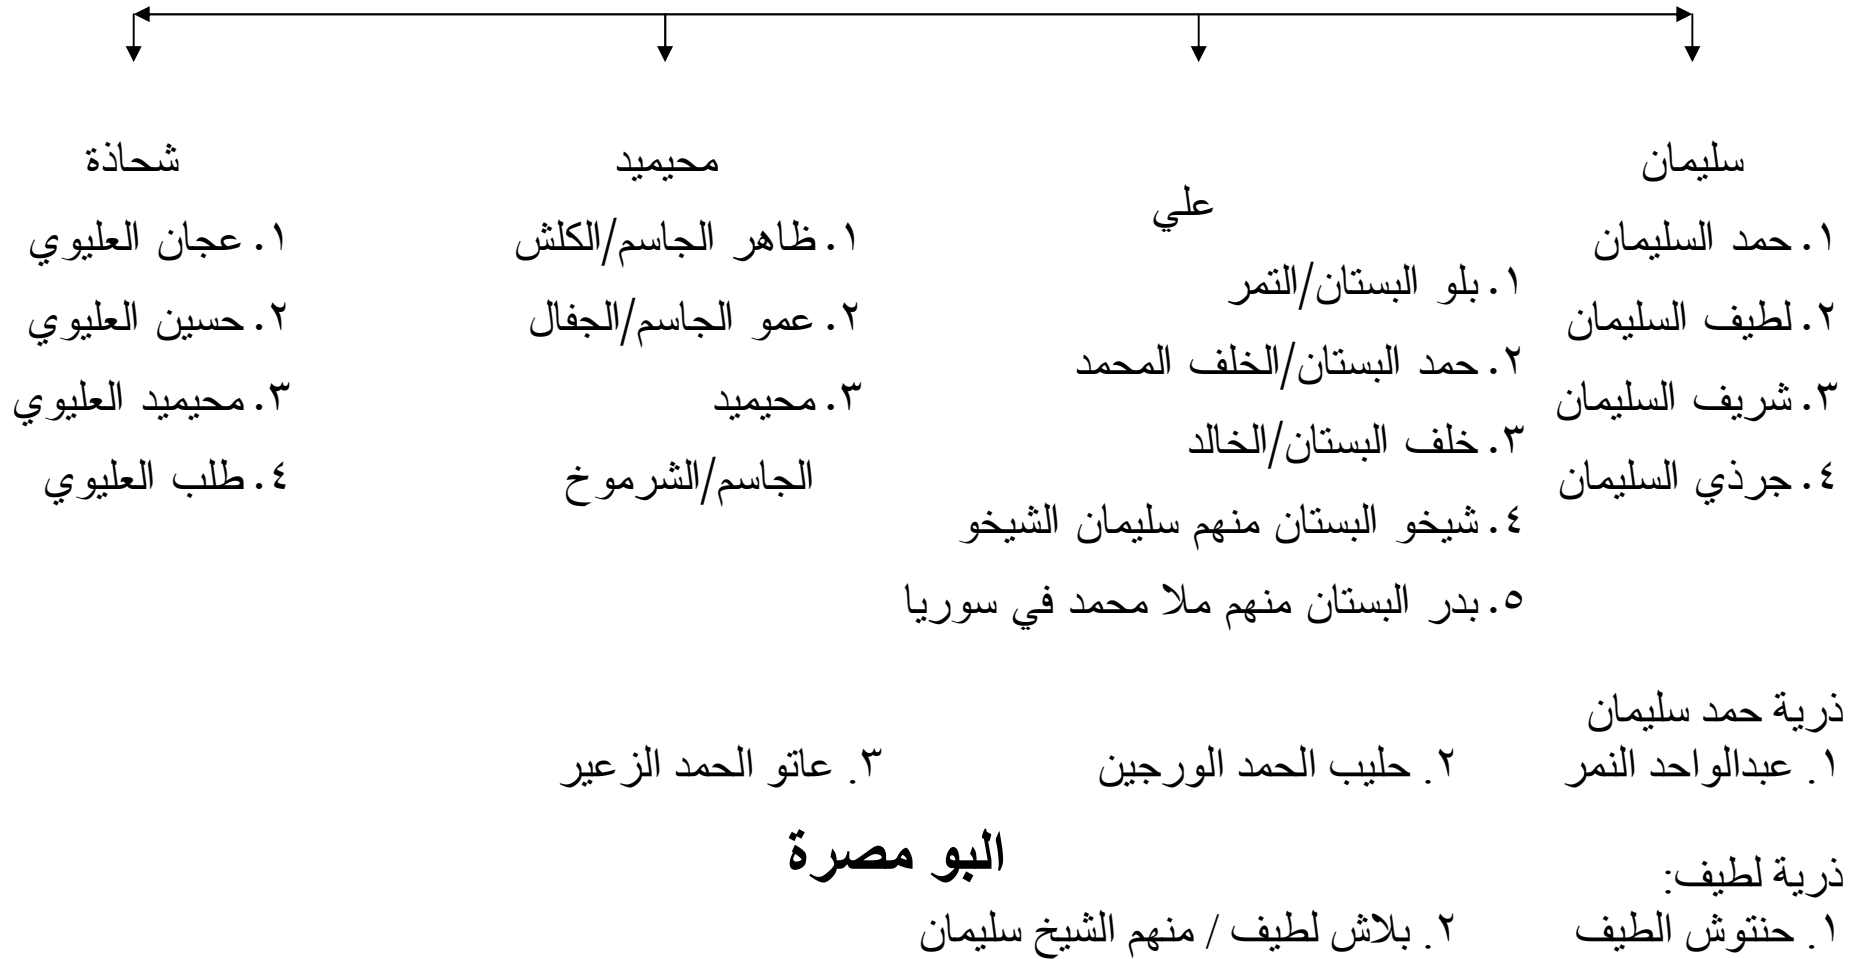 سليمان
١. حمد السليمان
٢. لطيف السليمان
٣. شريف السليمان
٤. جرذي السليمان
علي
١. بلو البستان/التمر
٢. حمد البستان/الخلف المحمد
٣. خلف البستان/الخالد
٤. شيخو البستان منهم سليمان الشيخو
٥. بدر البستان منهم ملا محمد في سوريا
محيميد
١. ظاهر الجاسم/الكلش
٢. عمو الجاسم/الجفال
٣. محيميد
الجاسم/الشرموخ
شحاذة
١. عجان العليوي
٢. حسين العليوي
٣. محيميد العليوي
٤. طلب العليوي
ذرية حمد سليمان
١. عبدالواحد النمر ٢. حليب الحمد الورجين ٣. عاتو الحمد الزعير
البو مصرة
ذرية لطيف:
١. حنتوش الطيف ٢. بلاش لطيف / منهم الشيخ سليمان